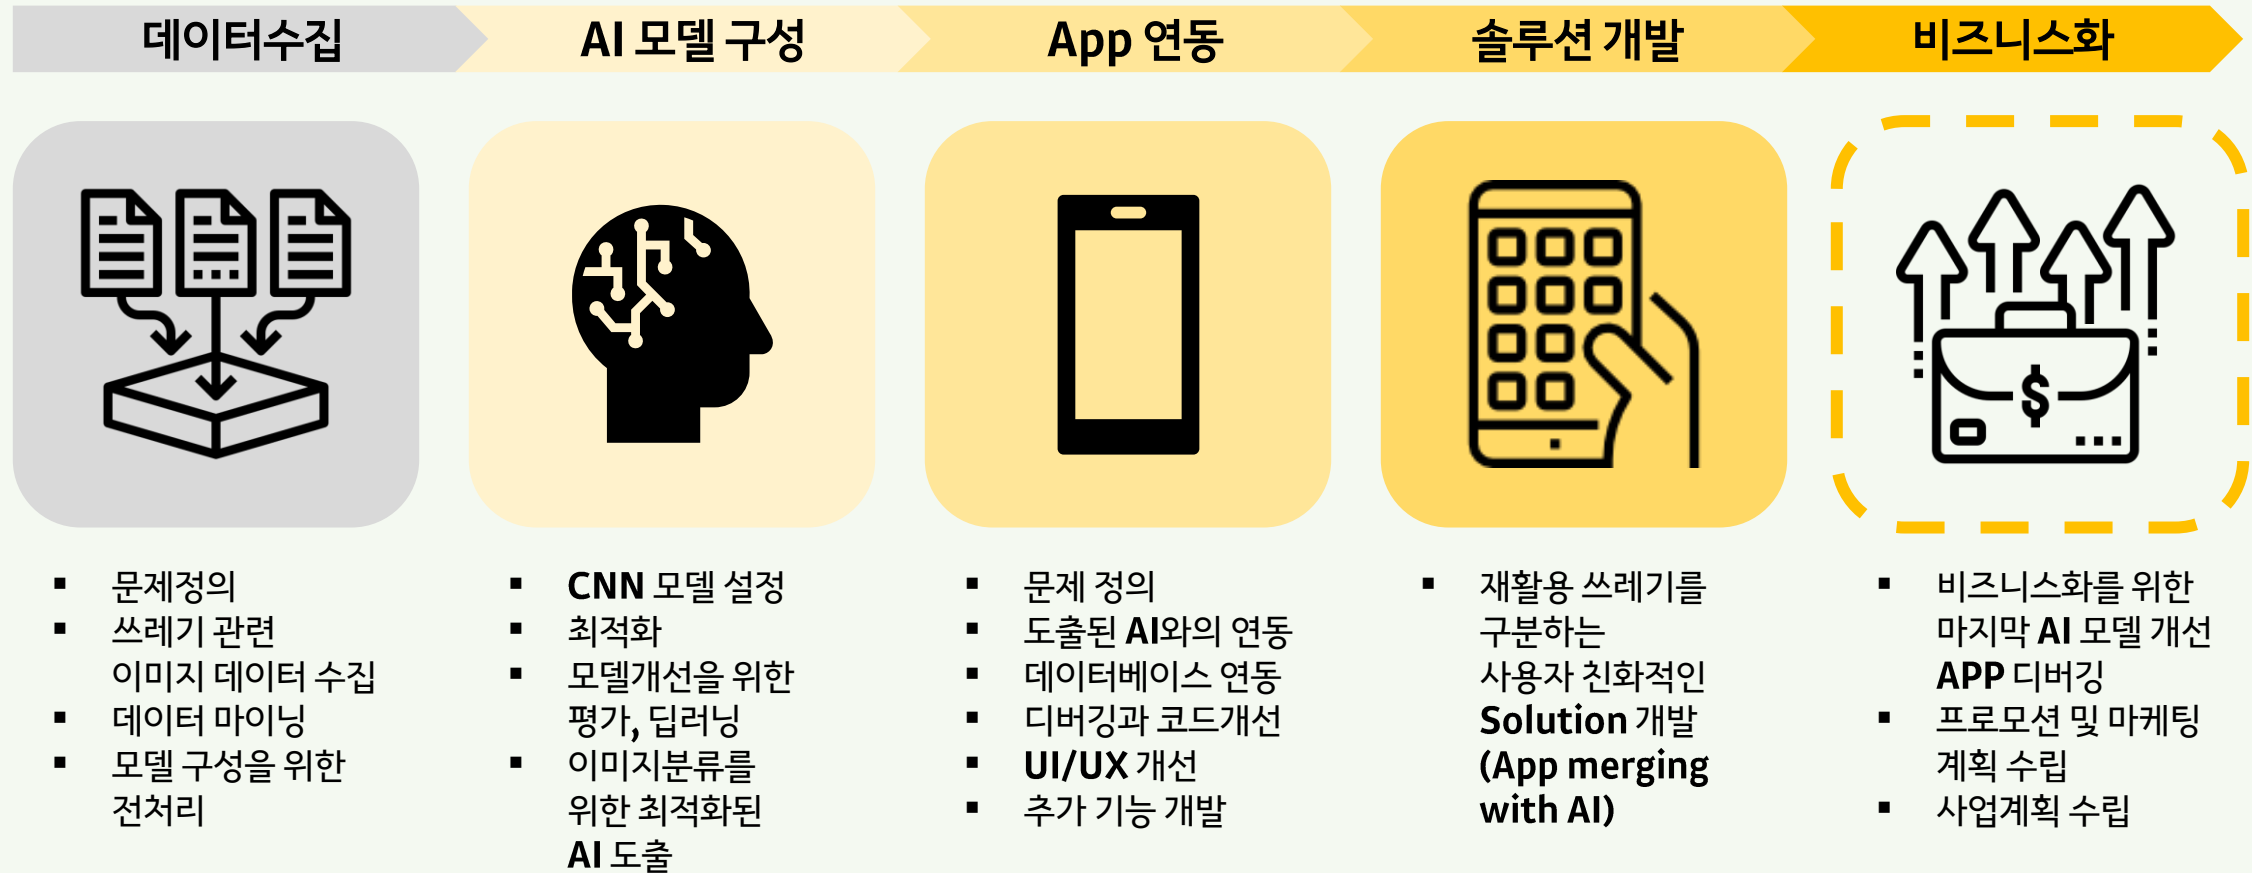 데이터수집
AI 모델 구성
App 연동
솔루션 개발
비즈니스화
$
▪ 문제정의
▪ 쓰레기 관련
이미지 데이터 수집
▪ 데이터 마이닝
▪ 모델 구성을 위한
전처리
▪ CNN 모델 설정
▪ 최적화
▪ 모델개선을 위한
평가, 딥러닝
▪ 이미지분류를
위한 최적화된
AI 도출
▪ 문제 정의
▪ 도출된 AI와의 연동
▪ 데이터베이스 연동
▪ 디버깅과 코드개선
▪ UI/UX 개선
▪ 추가 기능 개발
▪ 재활용 쓰레기를
구분하는
사용자 친화적인
Solution 개발
(App merging
with AI)
▪ 비즈니스화를 위한
마지막 AI 모델 개선
APP 디버깅
▪ 프로모션 및 마케팅
계획 수립
▪ 사업계획 수립